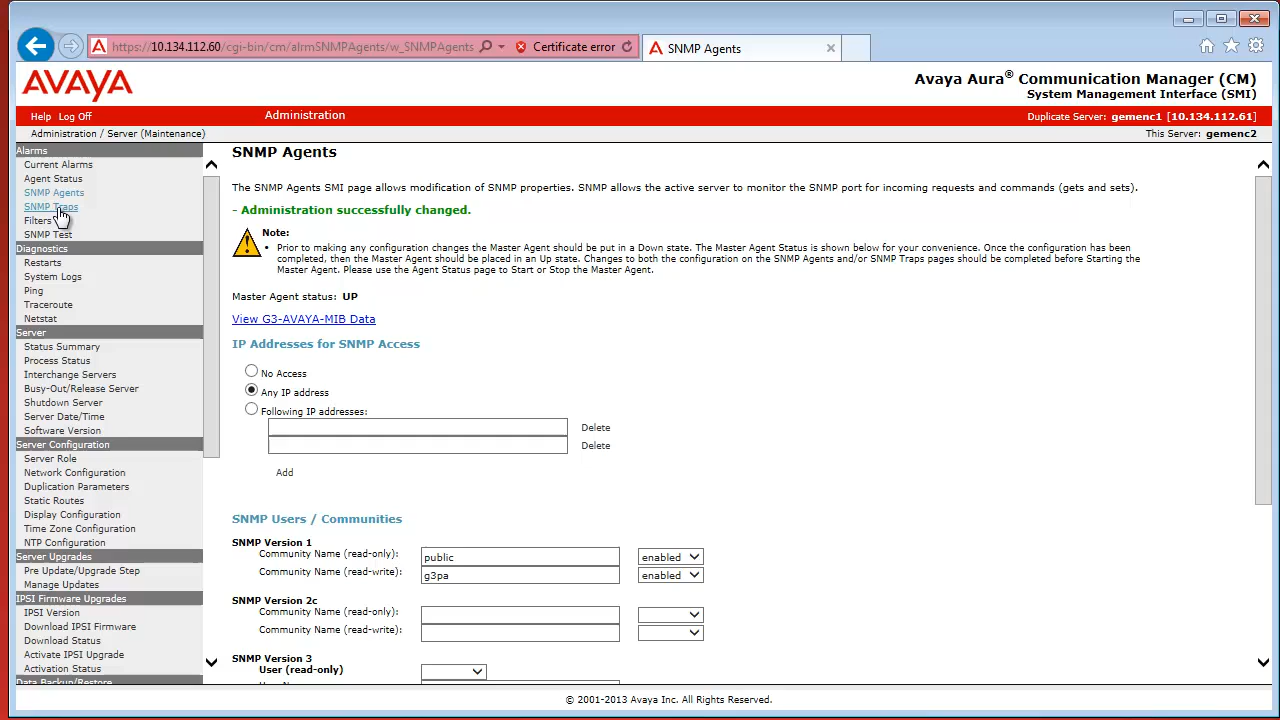 https://10.134.112.60/cgi-bin/cm/alrmSNMPAgents/w_SNMPAgents
Certificate error
SNMP Agents
AVAYA
Avaya Aura® Communication Manager (CM)
System Management Interface (SMI)
Help Log Off
Administration
Duplicate Server: gemenc1 [10.134.112.61]
Administration / Server (Maintenance)
This Server: gemenc2
Alarms
Current Alarms
Agent Status
SNMP Agents
SNMP Traps
Filters
SNMP Test
Diagnostics
Restarts
System Logs
Ping
Traceroute
Netstat
Server
Status Summary
Process Status
Interchange Servers
Busy-Out/Release Server
Shutdown Server
Server Date/Time
Software Version
Server Configuration
Server Role
Network Configuration
Duplication Parameters
Static Routes
Display Configuration
Time Zone Configuration
NTP Configuration
Server Upgrades
Pre Update/Upgrade Step
Manage Updates
IPSI Firmware Upgrades
IPSI Version
Download IPSI Firmware
Download Status
Activate IPSI Upgrade
Activation Status
Data Backup/Restore
SNMP Agents
The SNMP Agents SMI page allows modification of SNMP properties. SNMP allows the active server to monitor the SNMP port for incoming requests and commands (gets and sets).
- Administration successfully changed.
Note:
• Prior to making any configuration changes the Master Agent should be put in a Down state. The Master Agent Status is shown below for your convenience. Once the configuration has been
completed, then the Master Agent should be placed in an Up state. Changes to both the configuration on the SNMP Agents and/or SNMP Traps pages should be completed before Starting the
Master Agent. Please use the Agent Status page to Start or Stop the Master Agent.
Master Agent status: UP
View G3-AVAYA-MIB Data
IP Addresses for SNMP Access
No Access
Any IP address
Following IP addresses:
Delete
Delete
Add
SNMP Users / Communities
SNMP Version 1
Community Name (read-only): public enabled
Community Name (read-write): g3pa enabled
SNMP Version 2c
Community Name (read-only):
Community Name (read-write):
SNMP Version 3
User (read-only)
© 2001-2013 Avaya Inc. All Rights Reserved.